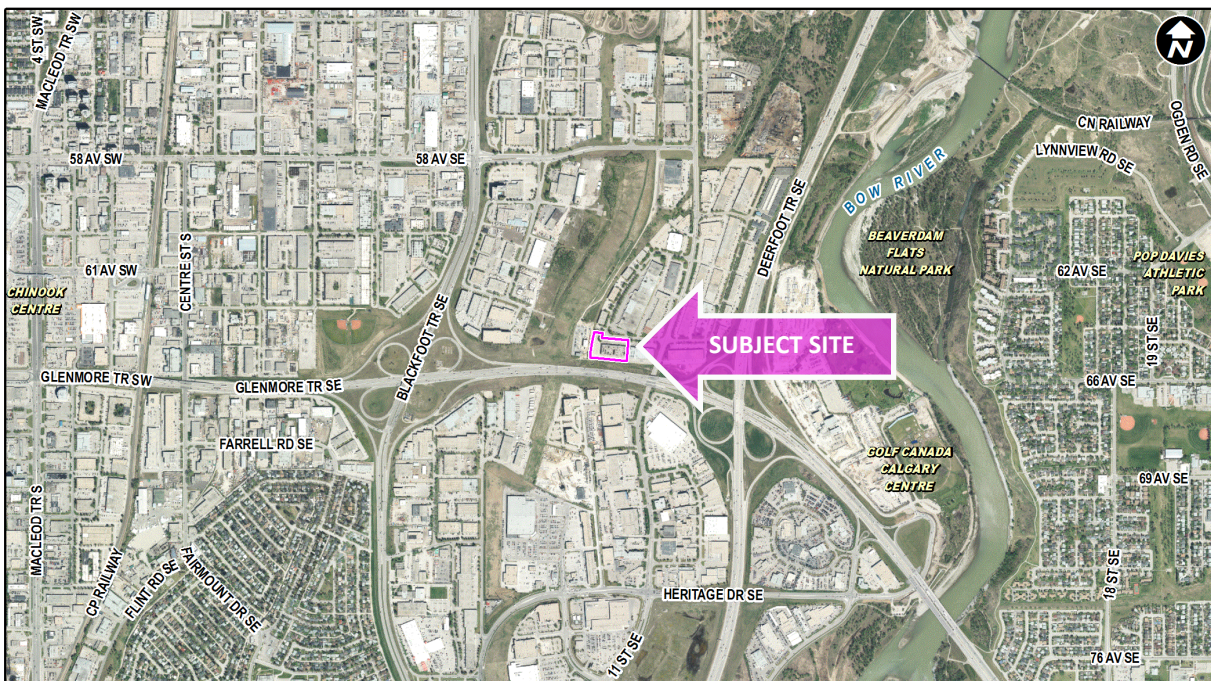 4 ST SW
MACLEOD TR SW
N
OGDEN RD SE
CN RAILWAY
LYNNVIEW RD SE
58 AV SW
58 AV SE
BOW RIVER
DEERFOOT TR SE
BEAVERDAM
FLATS
NATURAL PARK
POP DAVIES
ATHLETIC
PARK
62 AV SE
61 AV SW
CENTRE ST S
CHINOOK
CENTRE
BLACKFOOT TR SE
19 ST SE
SUBJECT SITE
GLENMORE TR SW
GLENMORE TR SE
66 AV SE
FARRELL RD SE
GOLF CANADA
CALGARY
CENTRE
69 AV SE
MACLEOD TR S
CP RAILWAY
FLINT RD SE
FAIRMOUNT DR SE
HERITAGE DR SE
11 ST SE
18 ST SE
76 AV SE